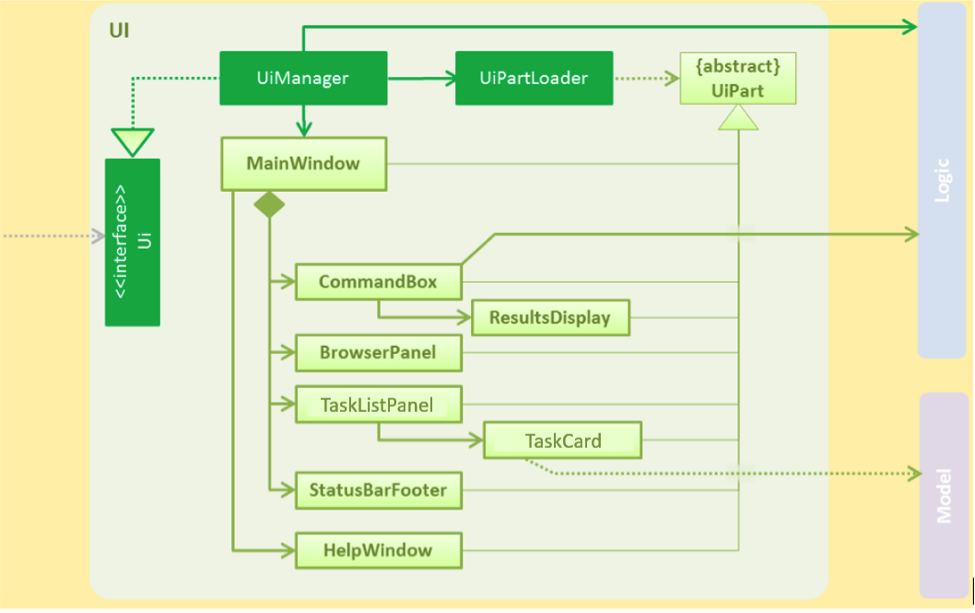 UI
UiManager
UiPartLoader
{abstract}
UiPart
MainWindow
Logic
<<interface>>
Ui
CommandBox
ResultsDisplay
BrowserPanel
TaskListPanel
TaskCard
StatusBarFooter
Model
HelpWindow